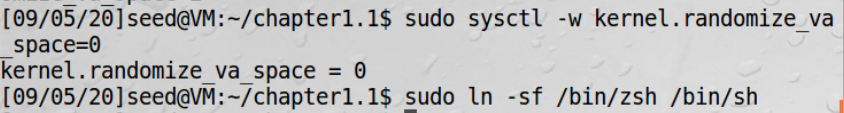 [09/05/20]seed@VM:~/chapter1.1$ sudo sysctl -w kernel.randomize_va
_space=0
kernel.randomize_va_space = 0
[09/05/20]seed@VM:~/chapter1.1$ sudo ln -sf /bin/zsh /bin/sh